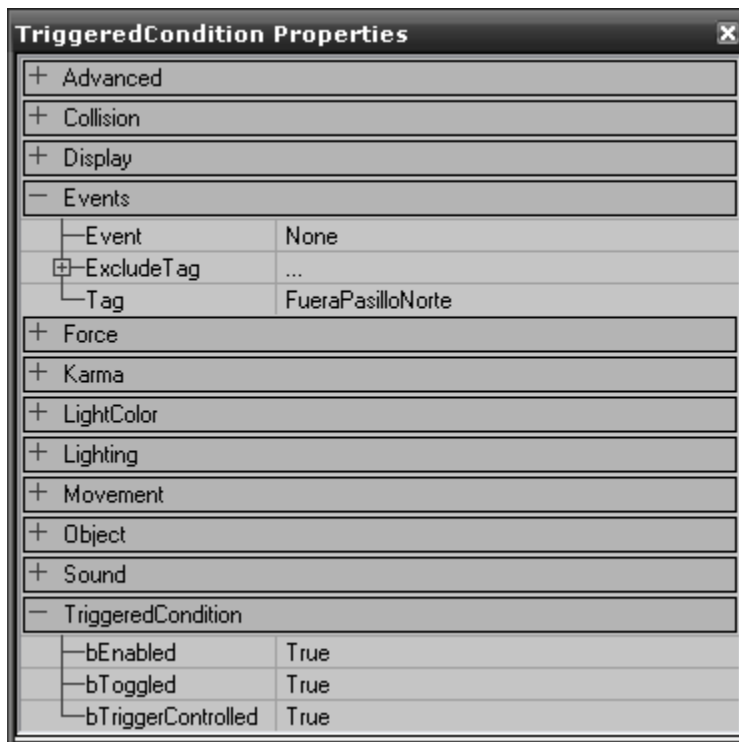 TriggeredCondition Properties
Advanced
Collision
Display
Events
Event None
ExcludeTag ...
Tag FueraPasilloNorte
Force
Karma
LightColor
Lighting
Movement
Object
Sound
TriggeredCondition
bEnabled True
bToggled True
bTriggerControlled True